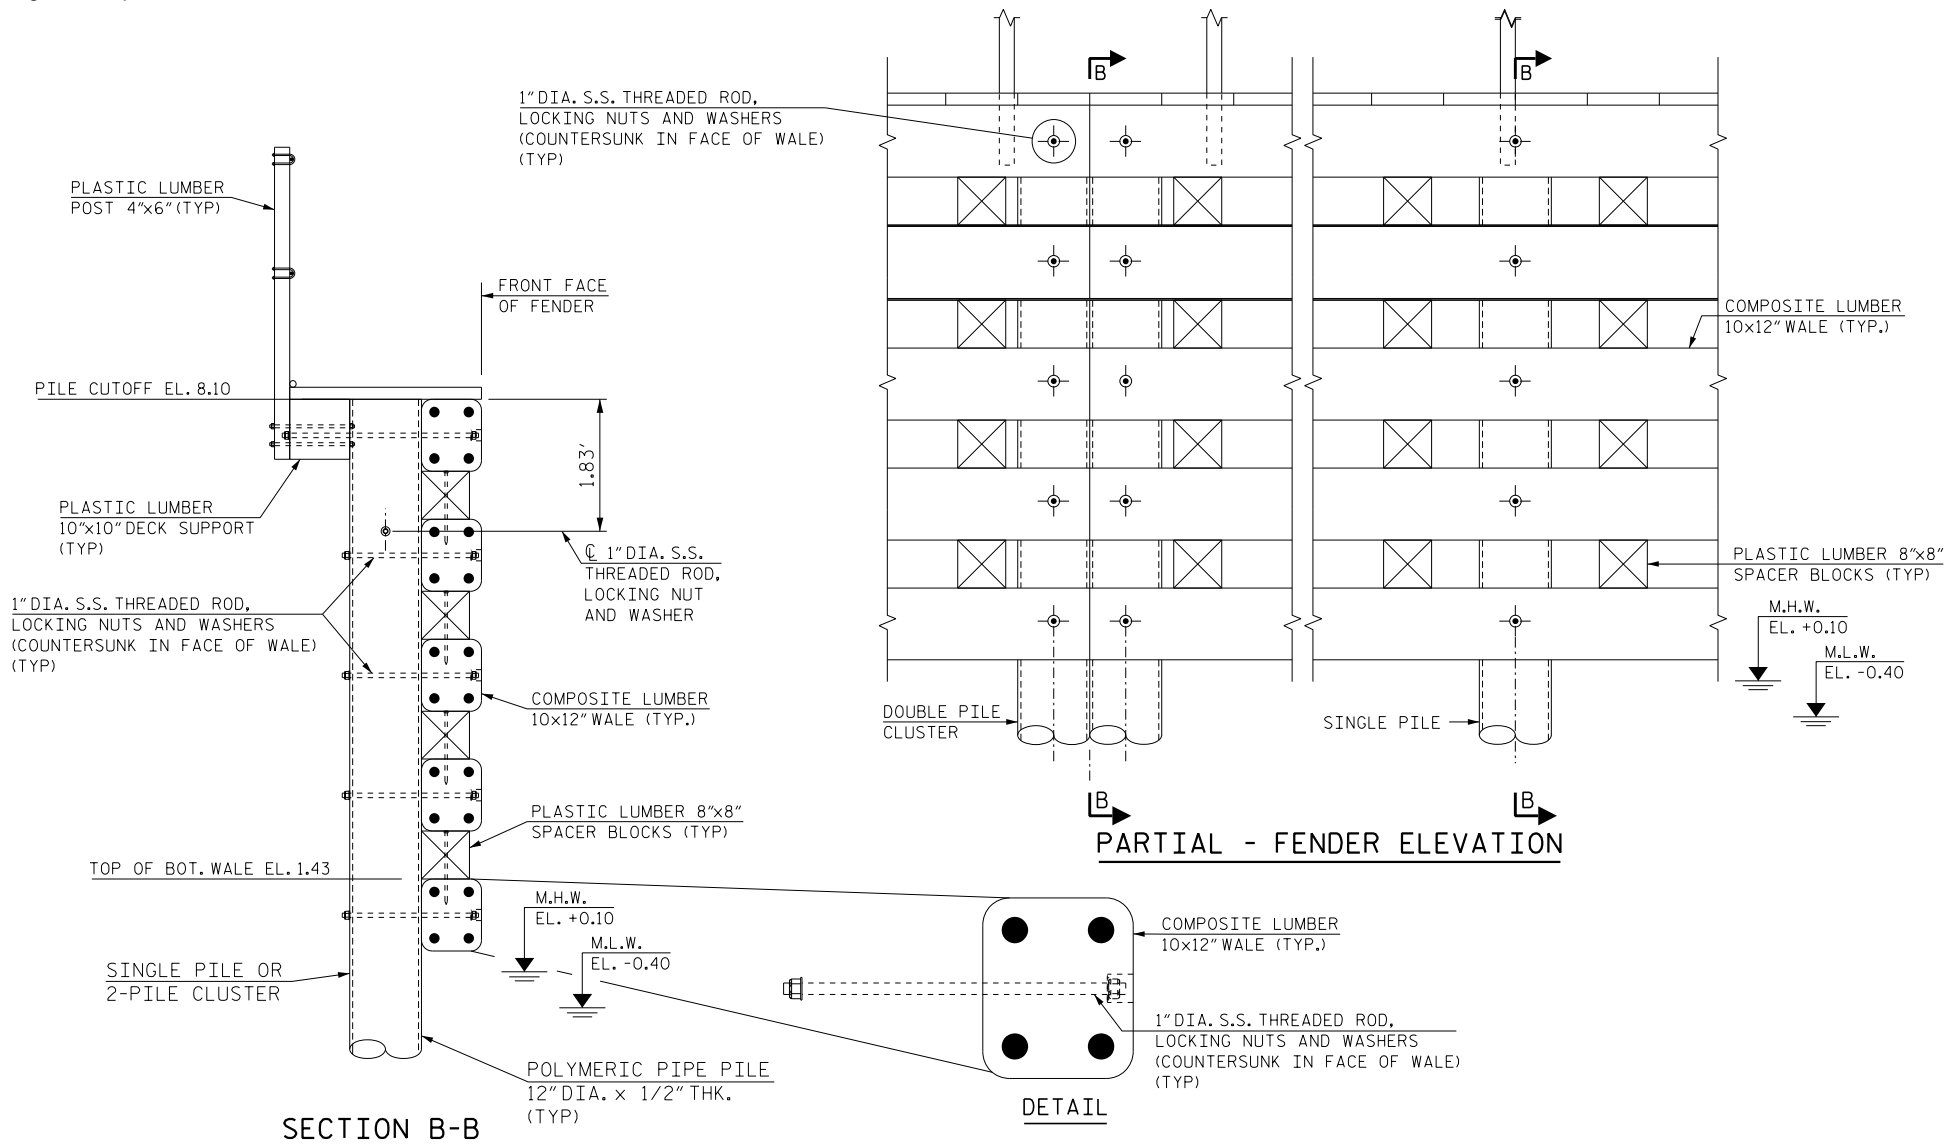 1" DIA. S.S. THREADED ROD,
LOCKING NUTS AND WASHERS
(COUNTERSUNK IN FACE OF WALE)
(TYP)
B
B
PLASTIC LUMBER
POST 4"x6" (TYP)
FRONT FACE
OF FENDER
COMPOSITE LUMBER
10x12" WALE (TYP.)
PILE CUTOFF EL. 8.10
1.83'
PLASTIC LUMBER
10"x10" DECK SUPPORT
(TYP)
℄ 1" DIA. S.S.
THREADED ROD,
LOCKING NUT
AND WASHER
PLASTIC LUMBER 8"x8"
SPACER BLOCKS (TYP)
1" DIA. S.S. THREADED ROD,
LOCKING NUTS AND WASHERS
(COUNTERSUNK IN FACE OF WALE)
(TYP)
M.H.W.
EL. +0.10
M.L.W.
EL. -0.40
COMPOSITE LUMBER
10x12" WALE (TYP.)
DOUBLE PILE
CLUSTER
SINGLE PILE
PLASTIC LUMBER 8"x8"
SPACER BLOCKS (TYP)
B
B
PARTIAL - FENDER ELEVATION
TOP OF BOT. WALE EL. 1.43
M.H.W.
EL. +0.10
M.L.W.
EL. -0.40
COMPOSITE LUMBER
10x12" WALE (TYP.)
SINGLE PILE OR
2-PILE CLUSTER
1" DIA. S.S. THREADED ROD,
LOCKING NUTS AND WASHERS
(COUNTERSUNK IN FACE OF WALE)
(TYP)
POLYMERIC PIPE PILE
12" DIA. x 1/2" THK.
(TYP)
DETAIL
SECTION B-B